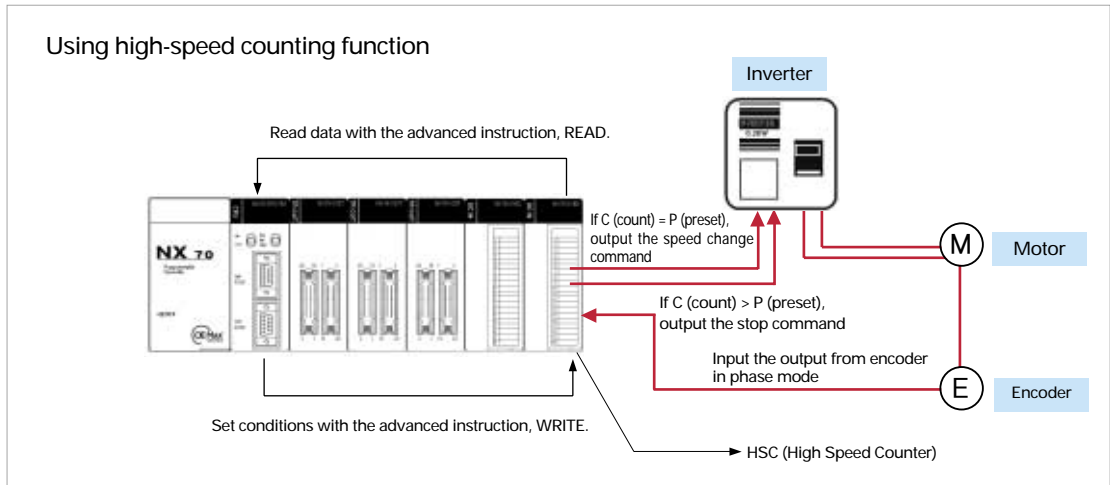 Using high-speed counting function
Inverter
Read data with the advanced instruction, READ.
If C (count) = P (preset),
output the speed change
command
NX 70
Programmable
Controller
M
Motor
If C (count) > P (preset),
output the stop command
Input the output from encoder
in phase mode
E
Encoder
Set conditions with the advanced instruction, WRITE.
HSC (High Speed Counter)